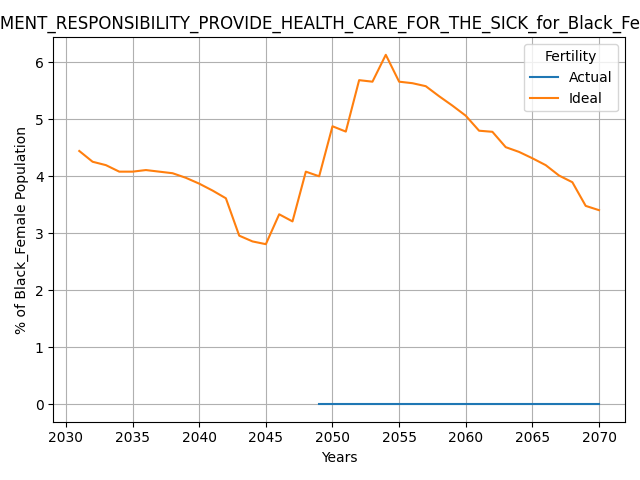 MENT_RESPONSIBILITY_PROVIDE_HEALTH_CARE_FOR_THE_SICK_for_Black_Fe
Fertility
Actual
Ideal
% of Black_Female Population
6
5
4
3
2
1
0
2030 2035 2040 2045 2050 2055 2060 2065 2070
Years